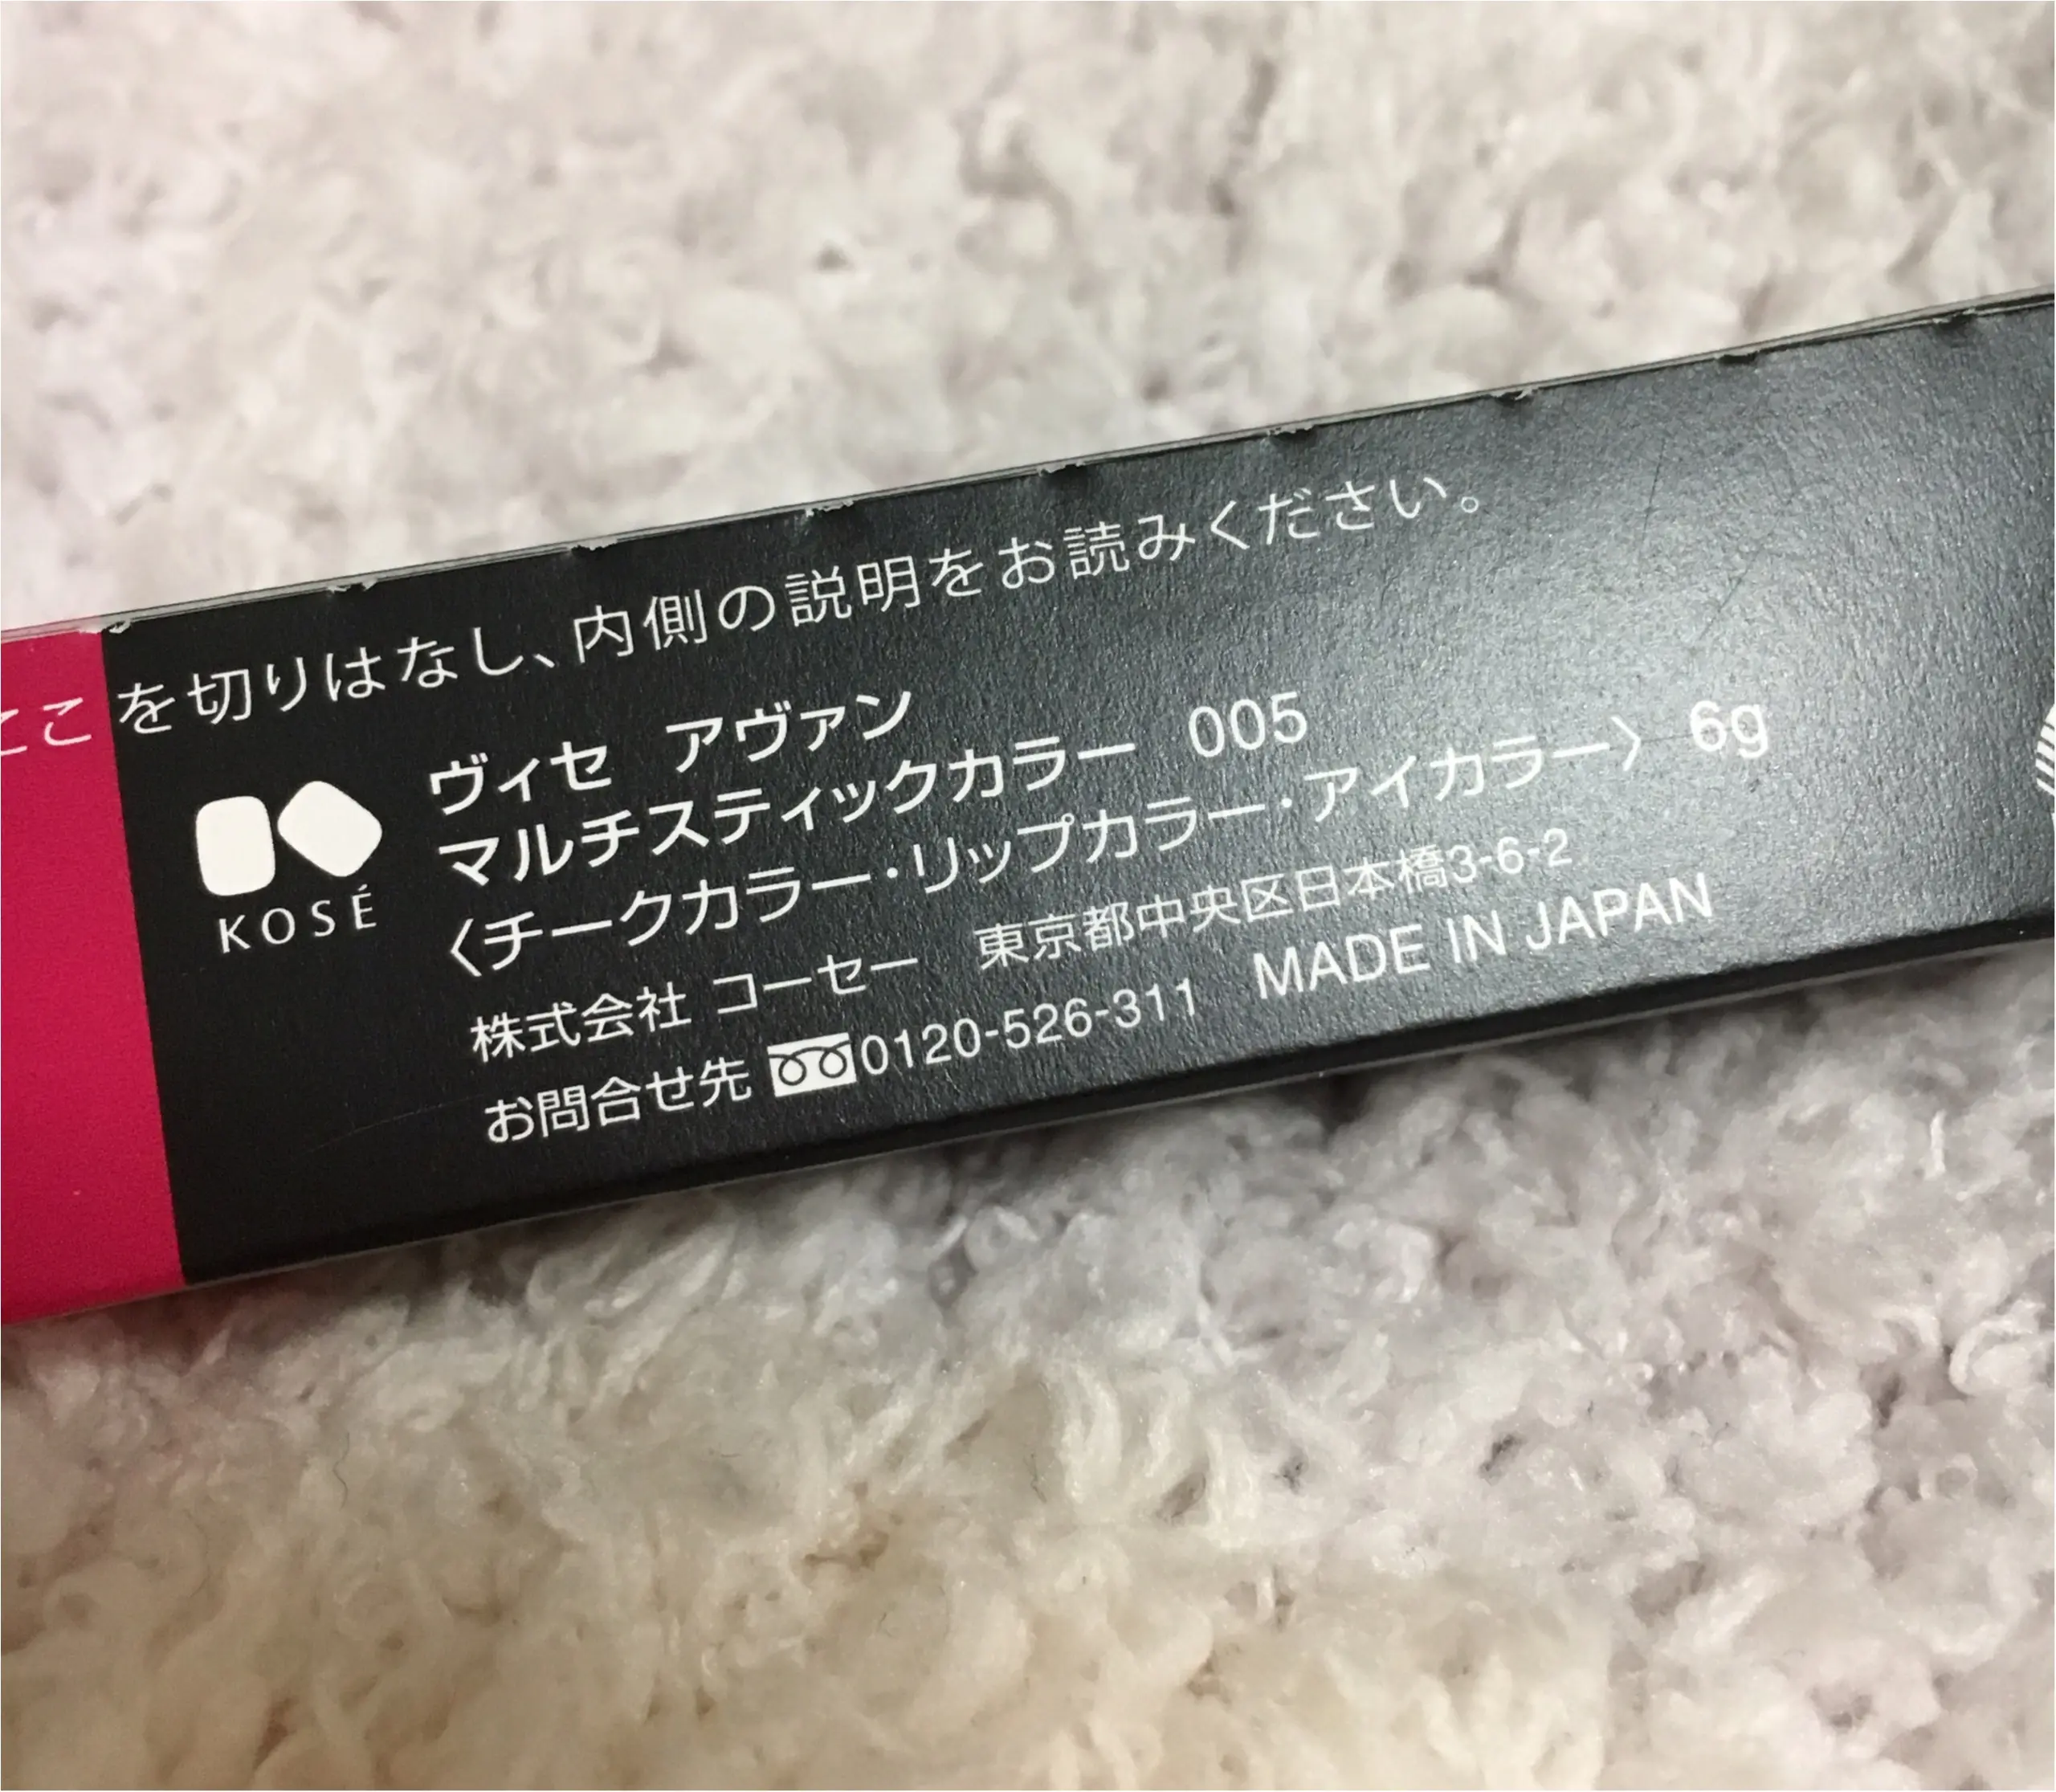 ここを切りはなし、内側の説明をお読みください。
KOSÉ
ヴィセ アヴァン
マルチスティックカラー 005
〈チークカラー・リップカラー・アイカラー〉 6g
株式会社 コーセー 東京都中央区日本橋3-6-2
お問合せ先 0120-526-311 MADE IN JAPAN